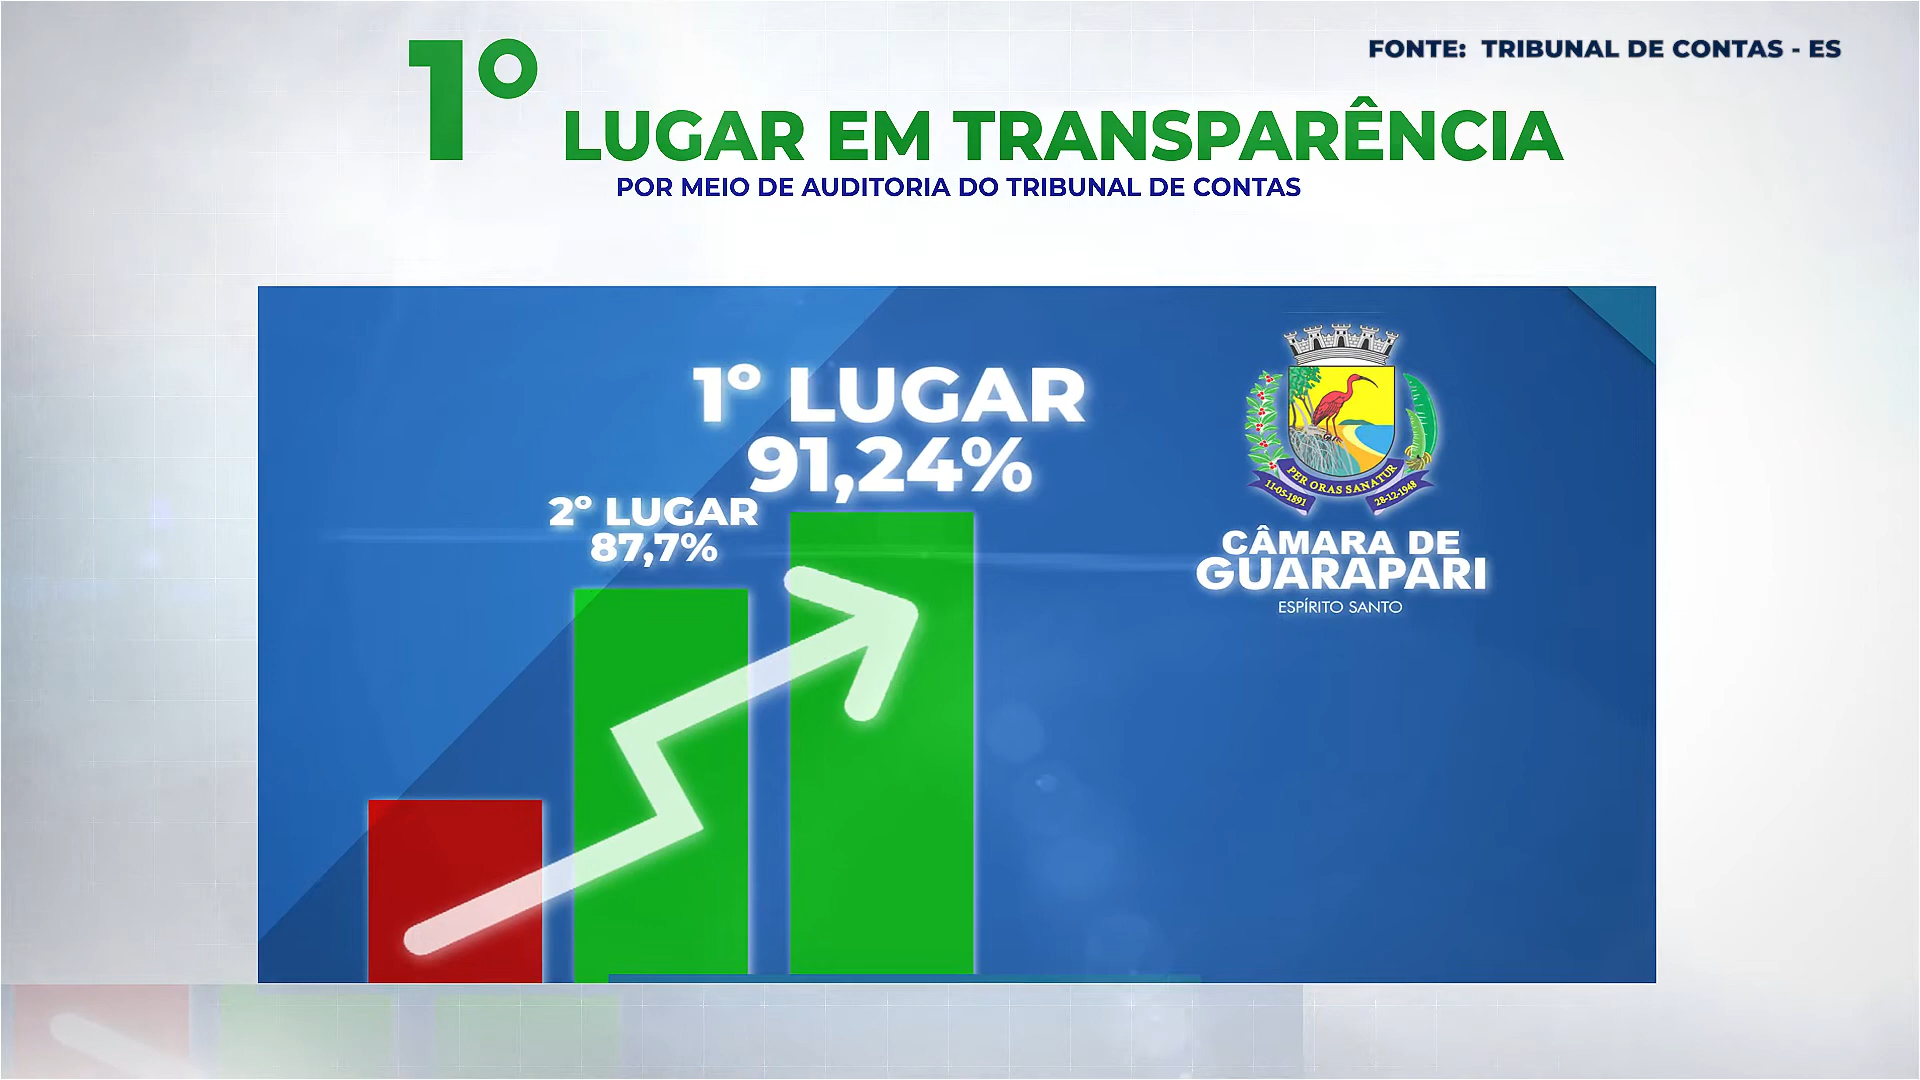 FONTE: TRIBUNAL DE CONTAS - ES
1º LUGAR EM TRANSPARÊNCIA
POR MEIO DE AUDITORIA DO TRIBUNAL DE CONTAS
1º LUGAR
91,24%
2º LUGAR
87,7%
PER ORAS SANATUR
11-05-1891
28-12-1948
CÂMARA DE
GUARAPARI
ESPÍRITO SANTO